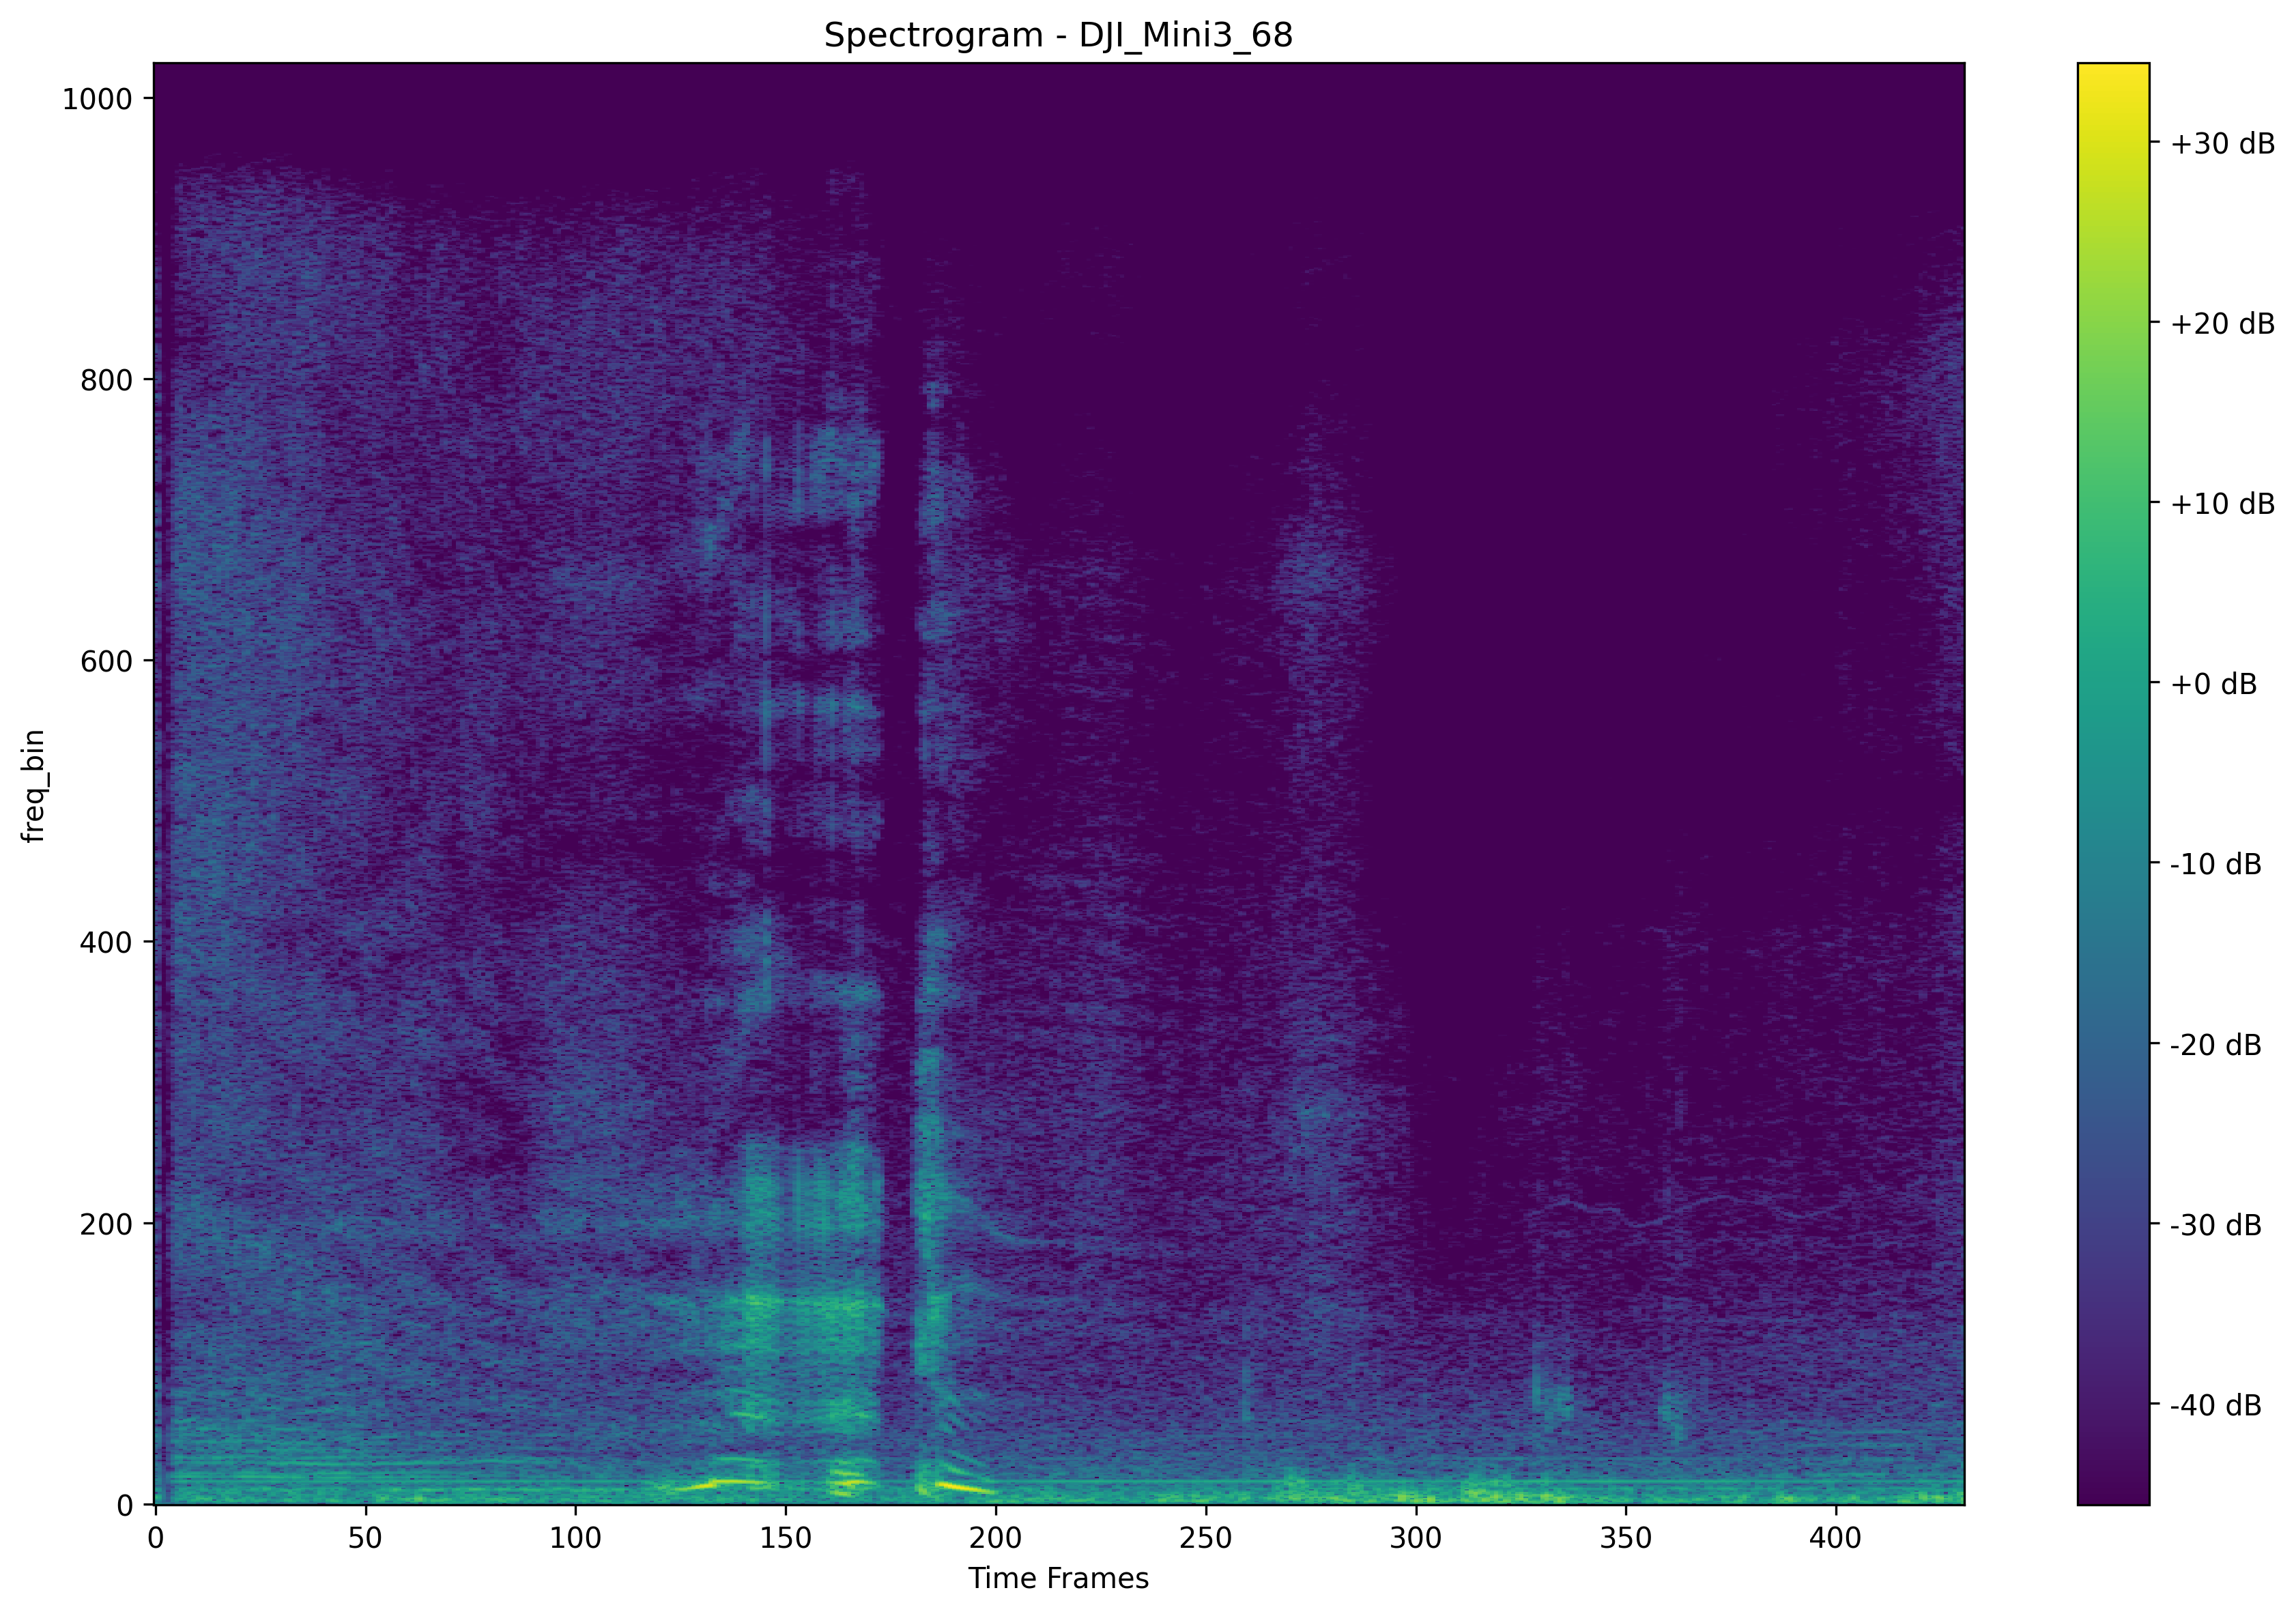 Spectrogram - DJI_Mini3_68
1000
800
600
400
200
0
freq_bin
0 50 100 150 200 250 300 350 400
Time Frames
+30 dB
+20 dB
+10 dB
+0 dB
-10 dB
-20 dB
-30 dB
-40 dB